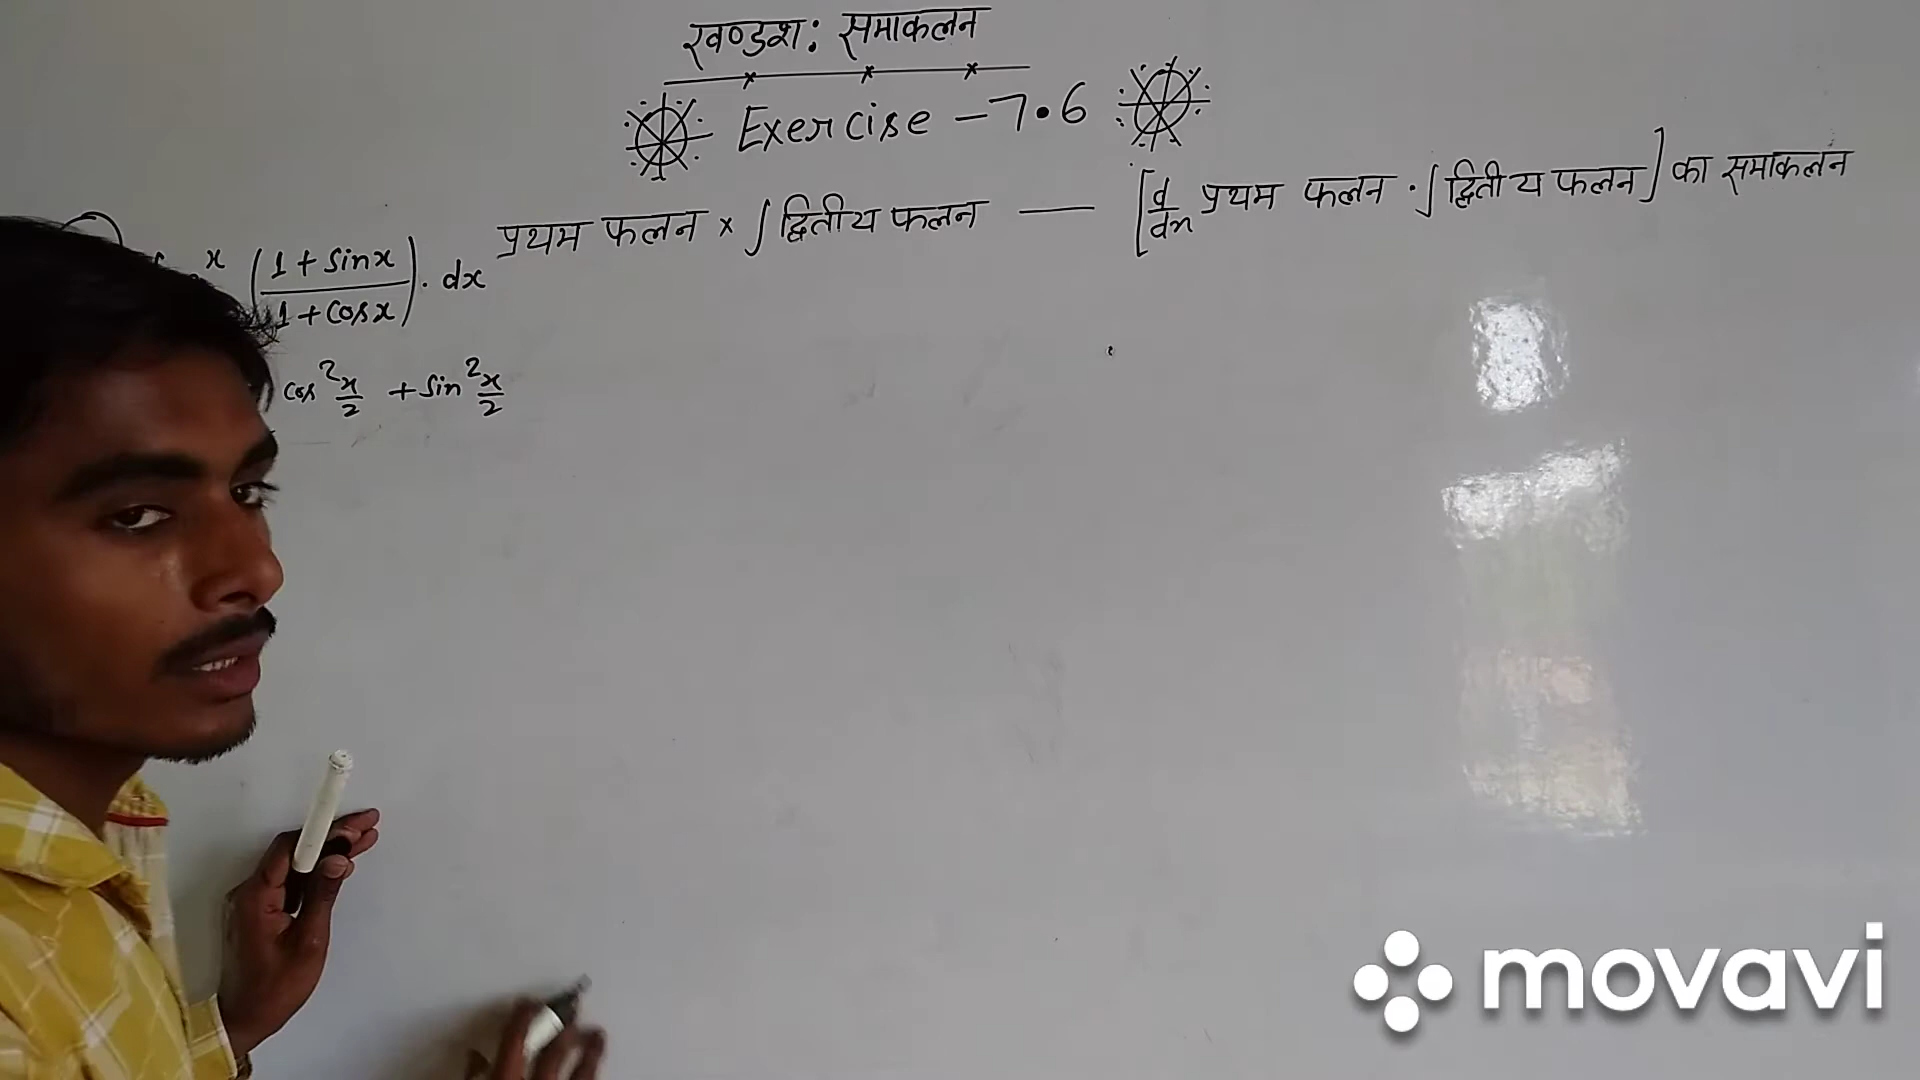 खण्डश: समाकलन
Exercise - 7.6
प्रथम फलन × ∫ द्वितीय फलन — [d/dx प्रथम फलन · ∫ द्वितीय फलन] का समाकलन
x (1 + sinx / 1 + cosx) · dx
cos² x/2 + sin² x/2
movavi